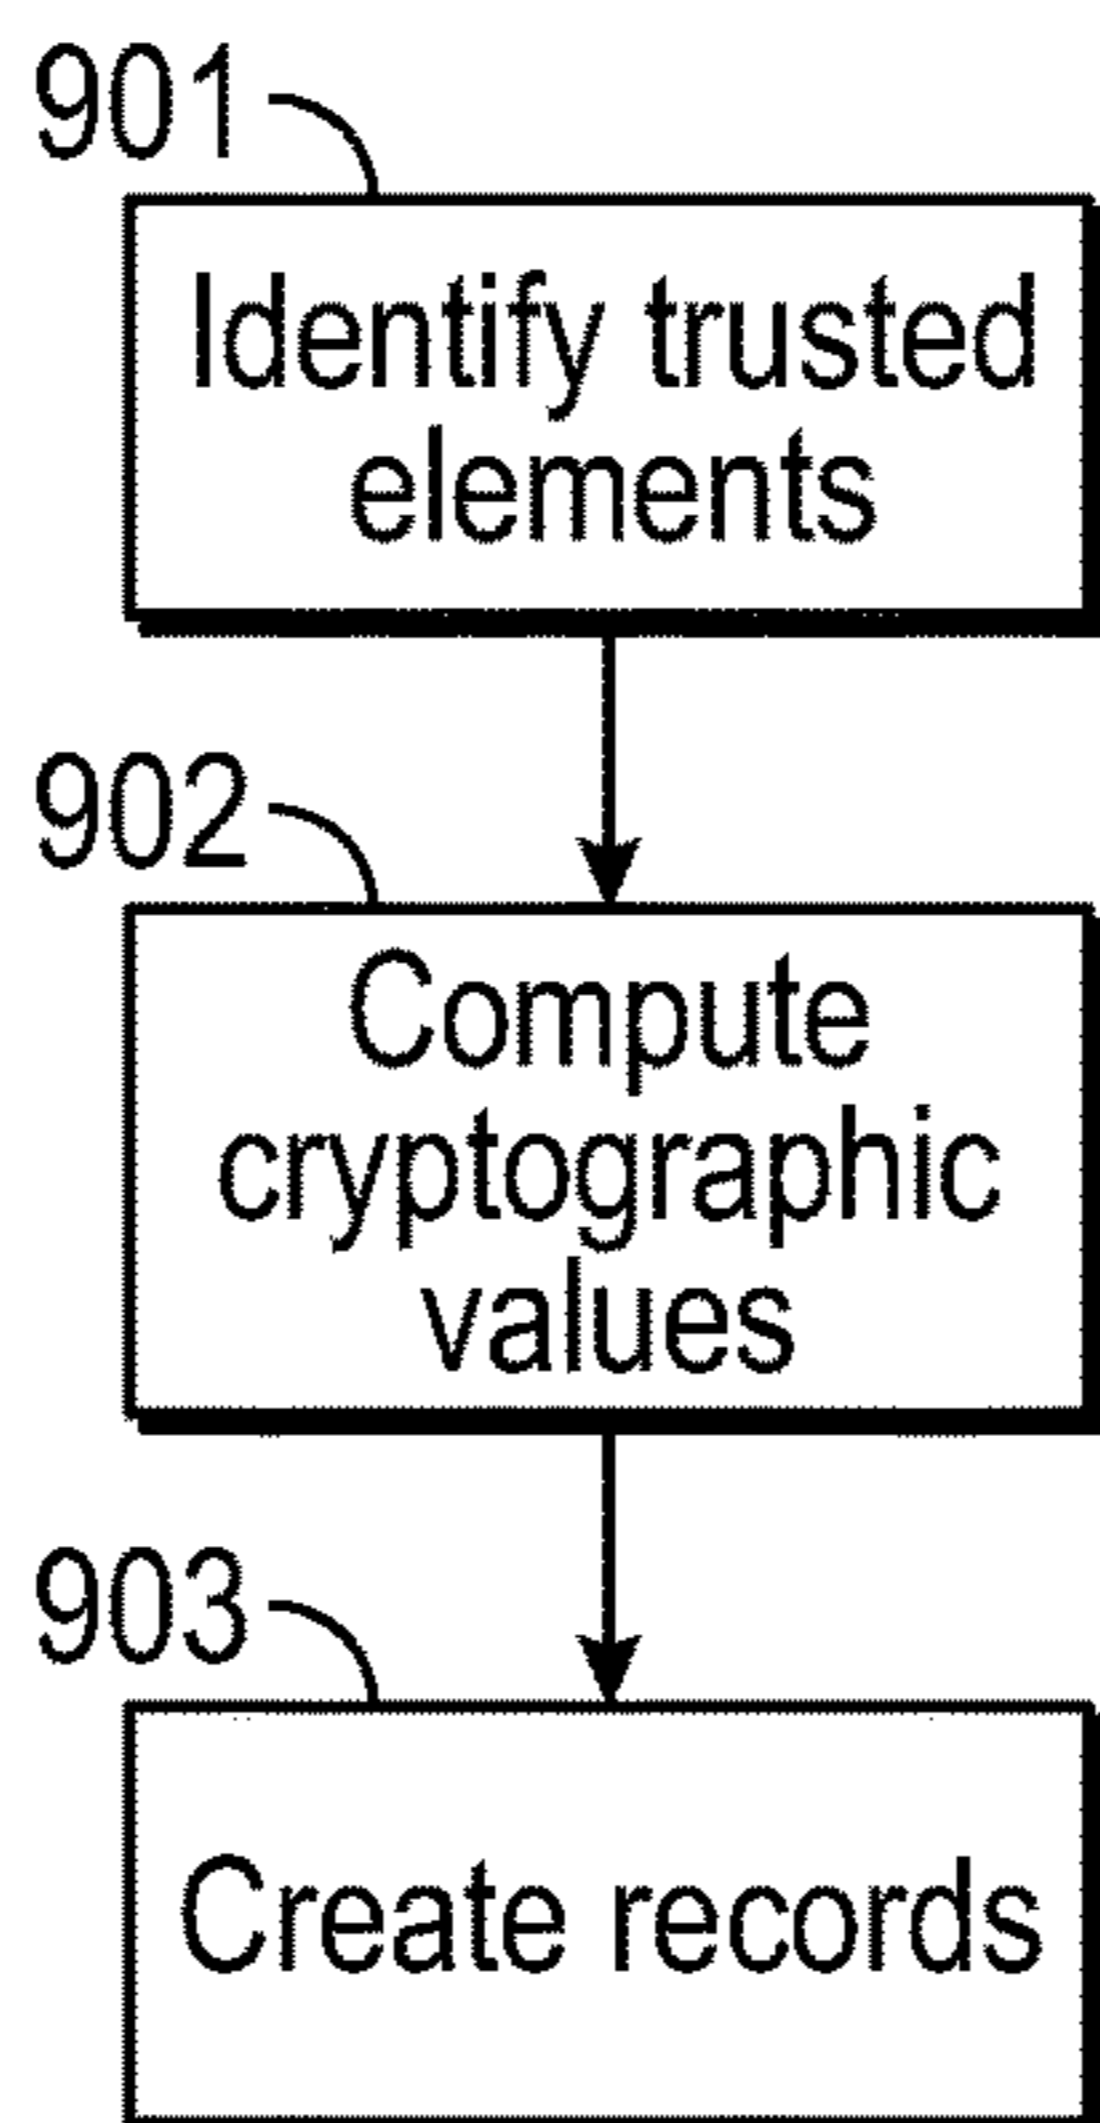 901
Identify trusted
elements
902
Compute
cryptographic
values
903
Create records